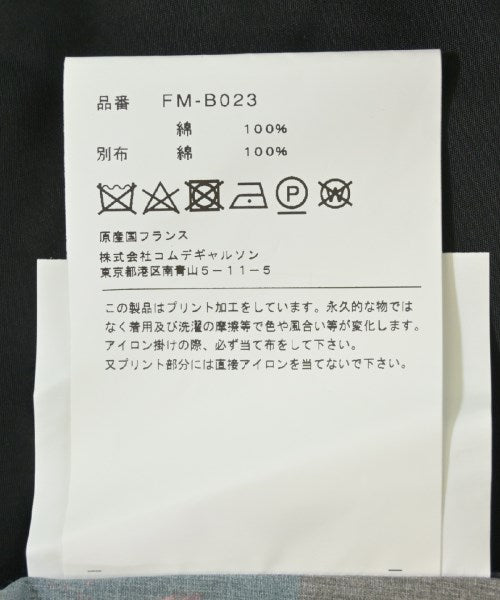 品番 FM-B023
綿 100%
別布 綿 100%
P W
原産国フランス
株式会社コムデギャルソン
東京都港区南青山5-11-5
この製品はプリント加工をしています。永久的な物では
なく着用及び洗濯の摩擦等で色や風合い等が変化します。
アイロン掛けの際、必ず当て布をして下さい。
又プリント部分には直接アイロンを当てないで下さい。